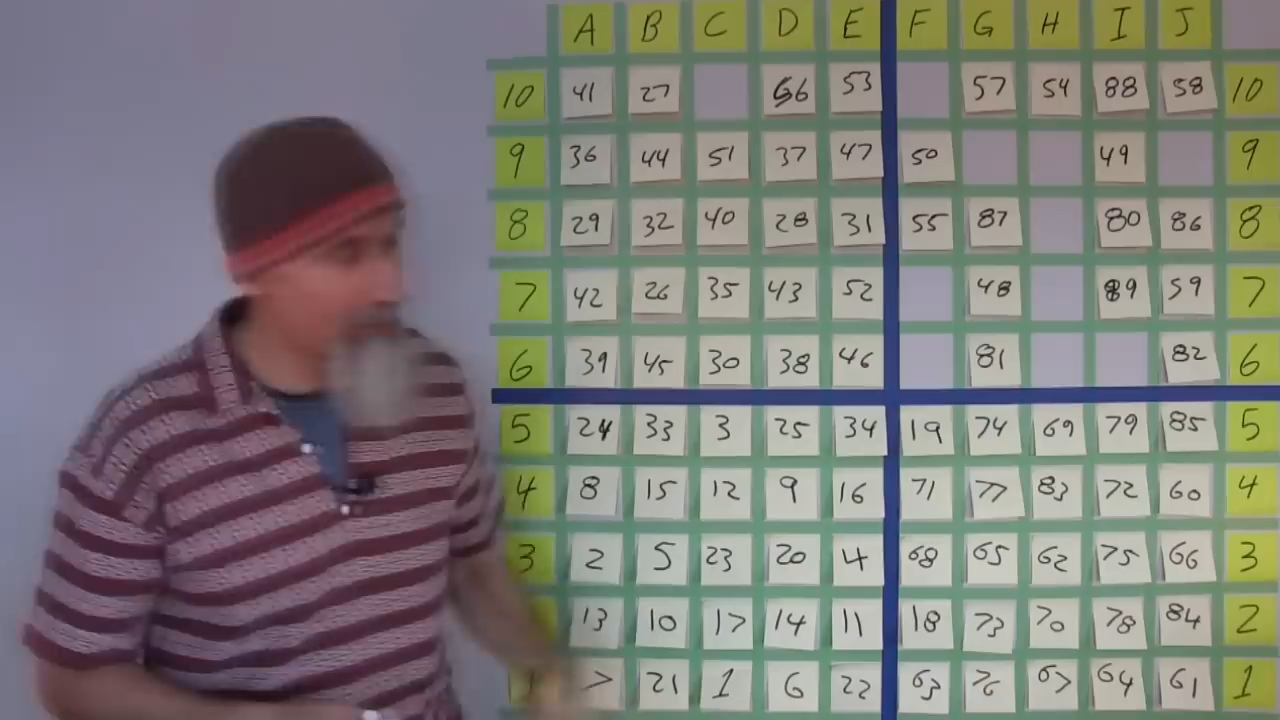 A B C D E F G H I J
10 41 27 56 53 57 54 88 58 10
9 36 44 51 37 47 50 49 9
8 29 32 40 28 31 55 87 80 86 8
7 42 26 35 43 52 48 89 59 7
6 39 45 30 38 46 81 82 6
5 24 33 3 25 34 19 74 69 79 85 5
4 8 15 12 9 16 71 77 83 72 60 4
3 2 5 23 20 4 68 65 62 75 66 3
13 10 17 14 11 18 73 70 78 84 2
7 21 1 6 22 63 76 67 64 61 1